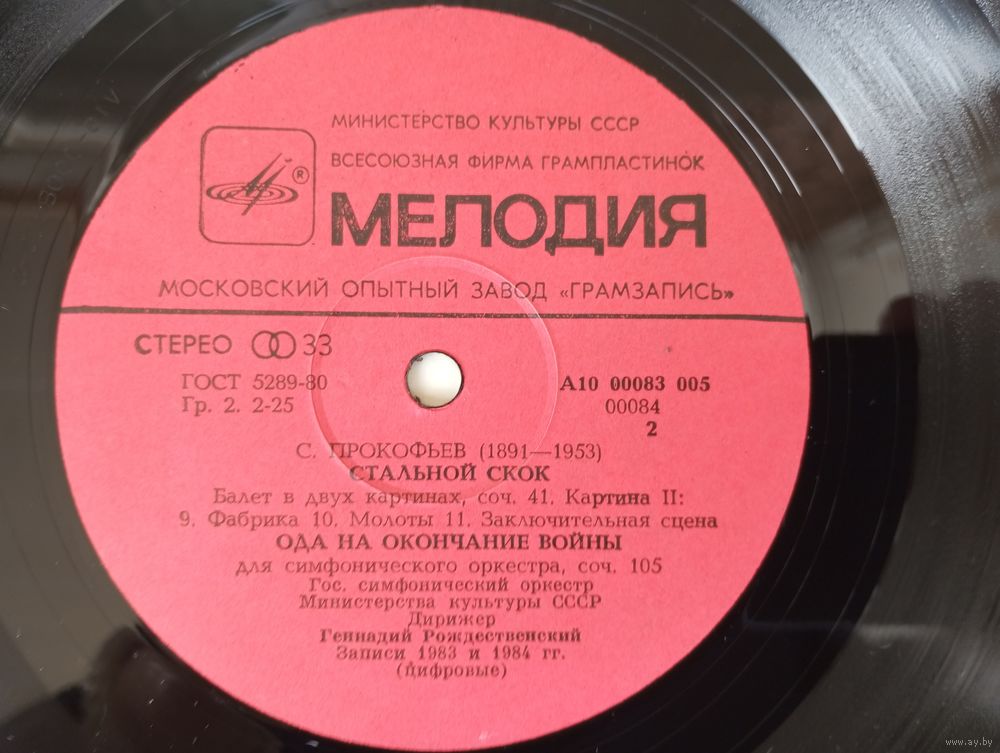 МИНИСТЕРСТВО КУЛЬТУРЫ СССР
ВСЕСОЮЗНАЯ ФИРМА ГРАМПЛАСТИНОК
®
МЕЛОДИЯ
МОСКОВСКИЙ ОПЫТНЫЙ ЗАВОД «ГРАМЗАПИСЬ»
СТЕРЕО 33
ГОСТ 5289-80 А10 00083 005
Гр. 2. 2-25 00084
2
С. ПРОКОФЬЕВ (1891—1953)
СТАЛЬНОЙ СКОК
Балет в двух картинах, соч. 41. Картина II:
9. Фабрика 10. Молоты 11. Заключительная сцена
ОДА НА ОКОНЧАНИЕ ВОЙНЫ
для симфонического оркестра, соч. 105
Гос. симфонический оркестр
Министерства культуры СССР
Дирижер
Геннадий Рождественский
Записи 1983 и 1984 гг.
(цифровые)
www.ay.by